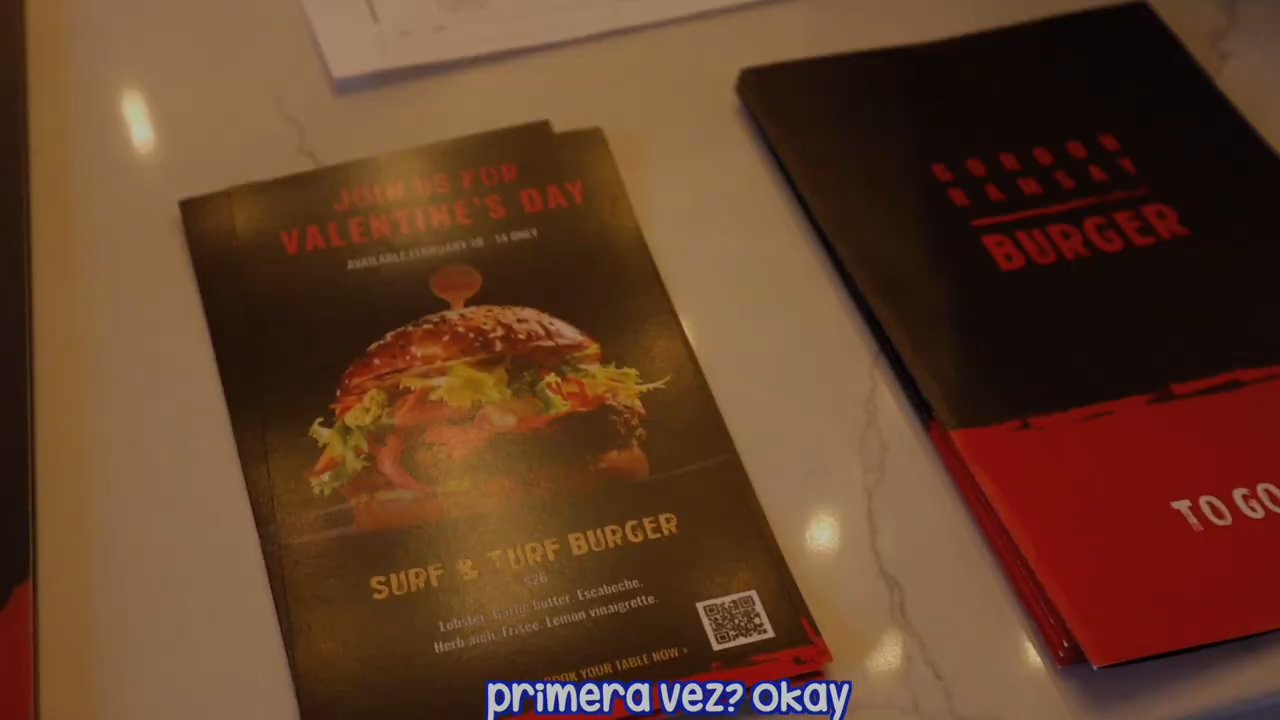 JOIN US FOR
VALENTINE'S DAY
AVAILABLE FEBRUARY 10 - 16 ONLY
SURF & TURF BURGER
$26
Lobster. Garlic butter. Escabeche.
Herb aioli. Frisee. Lemon vinaigrette.
BOOK YOUR TABLE NOW >
GORDON
RAMSAY
BURGER
TO GO
primera vez? okay